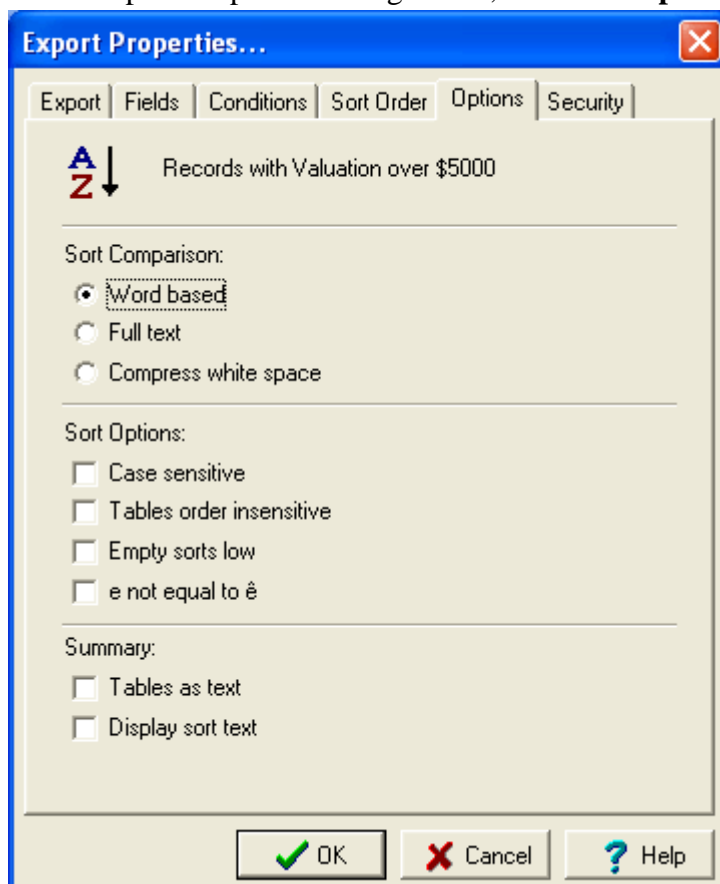 Export Properties...
Export Fields Conditions Sort Order Options Security
A
Z
Records with Valuation over $5000
Sort Comparison:
Word based
Full text
Compress white space
Sort Options:
Case sensitive
Tables order insensitive
Empty sorts low
e not equal to ê
Summary:
Tables as text
Display sort text
OK Cancel ? Help